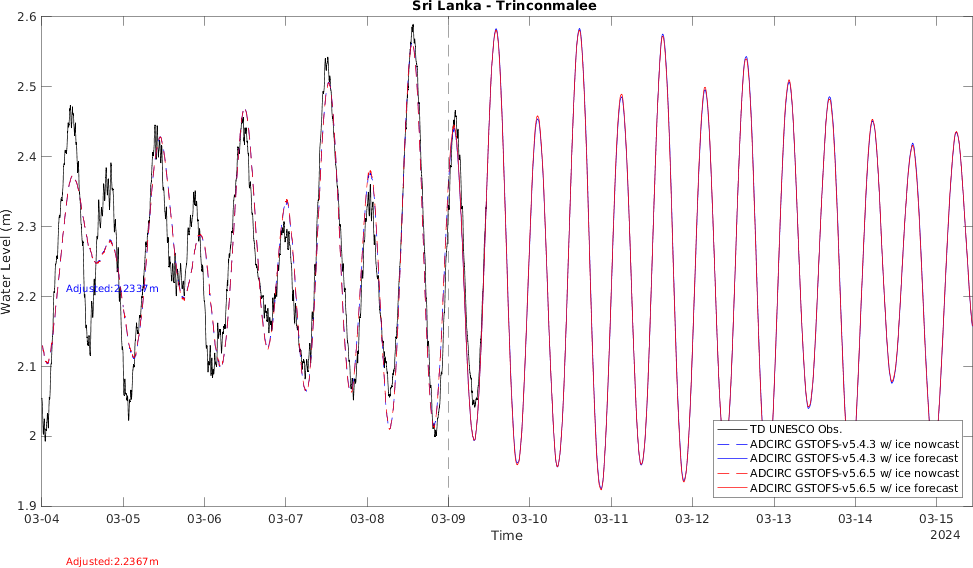 Sri Lanka - Trinconmalee
2.6
2.5
2.4
2.3
2.2
2.1
2
1.9
Water Level (m)
Adjusted:2.2337m
TD UNESCO Obs.
ADCIRC GSTOFS-v5.4.3 w/ ice nowcast
ADCIRC GSTOFS-v5.4.3 w/ ice forecast
ADCIRC GSTOFS-v5.6.5 w/ ice nowcast
ADCIRC GSTOFS-v5.6.5 w/ ice forecast
03-04 03-05 03-06 03-07 03-08 03-09 03-10 03-11 03-12 03-13 03-14 03-15
2024
Time
Adjusted:2.2367m